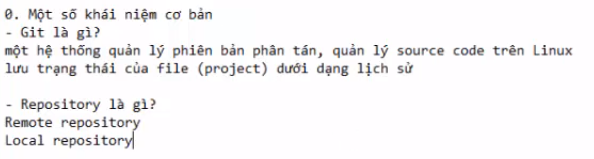 0. Một số khái niệm cơ bản
- Git là gì?
một hệ thống quản lý phiên bản phân tán, quản lý source code trên Linux
lưu trạng thái của file (project) dưới dạng lịch sử
- Repository là gì?
Remote repository
Local repository